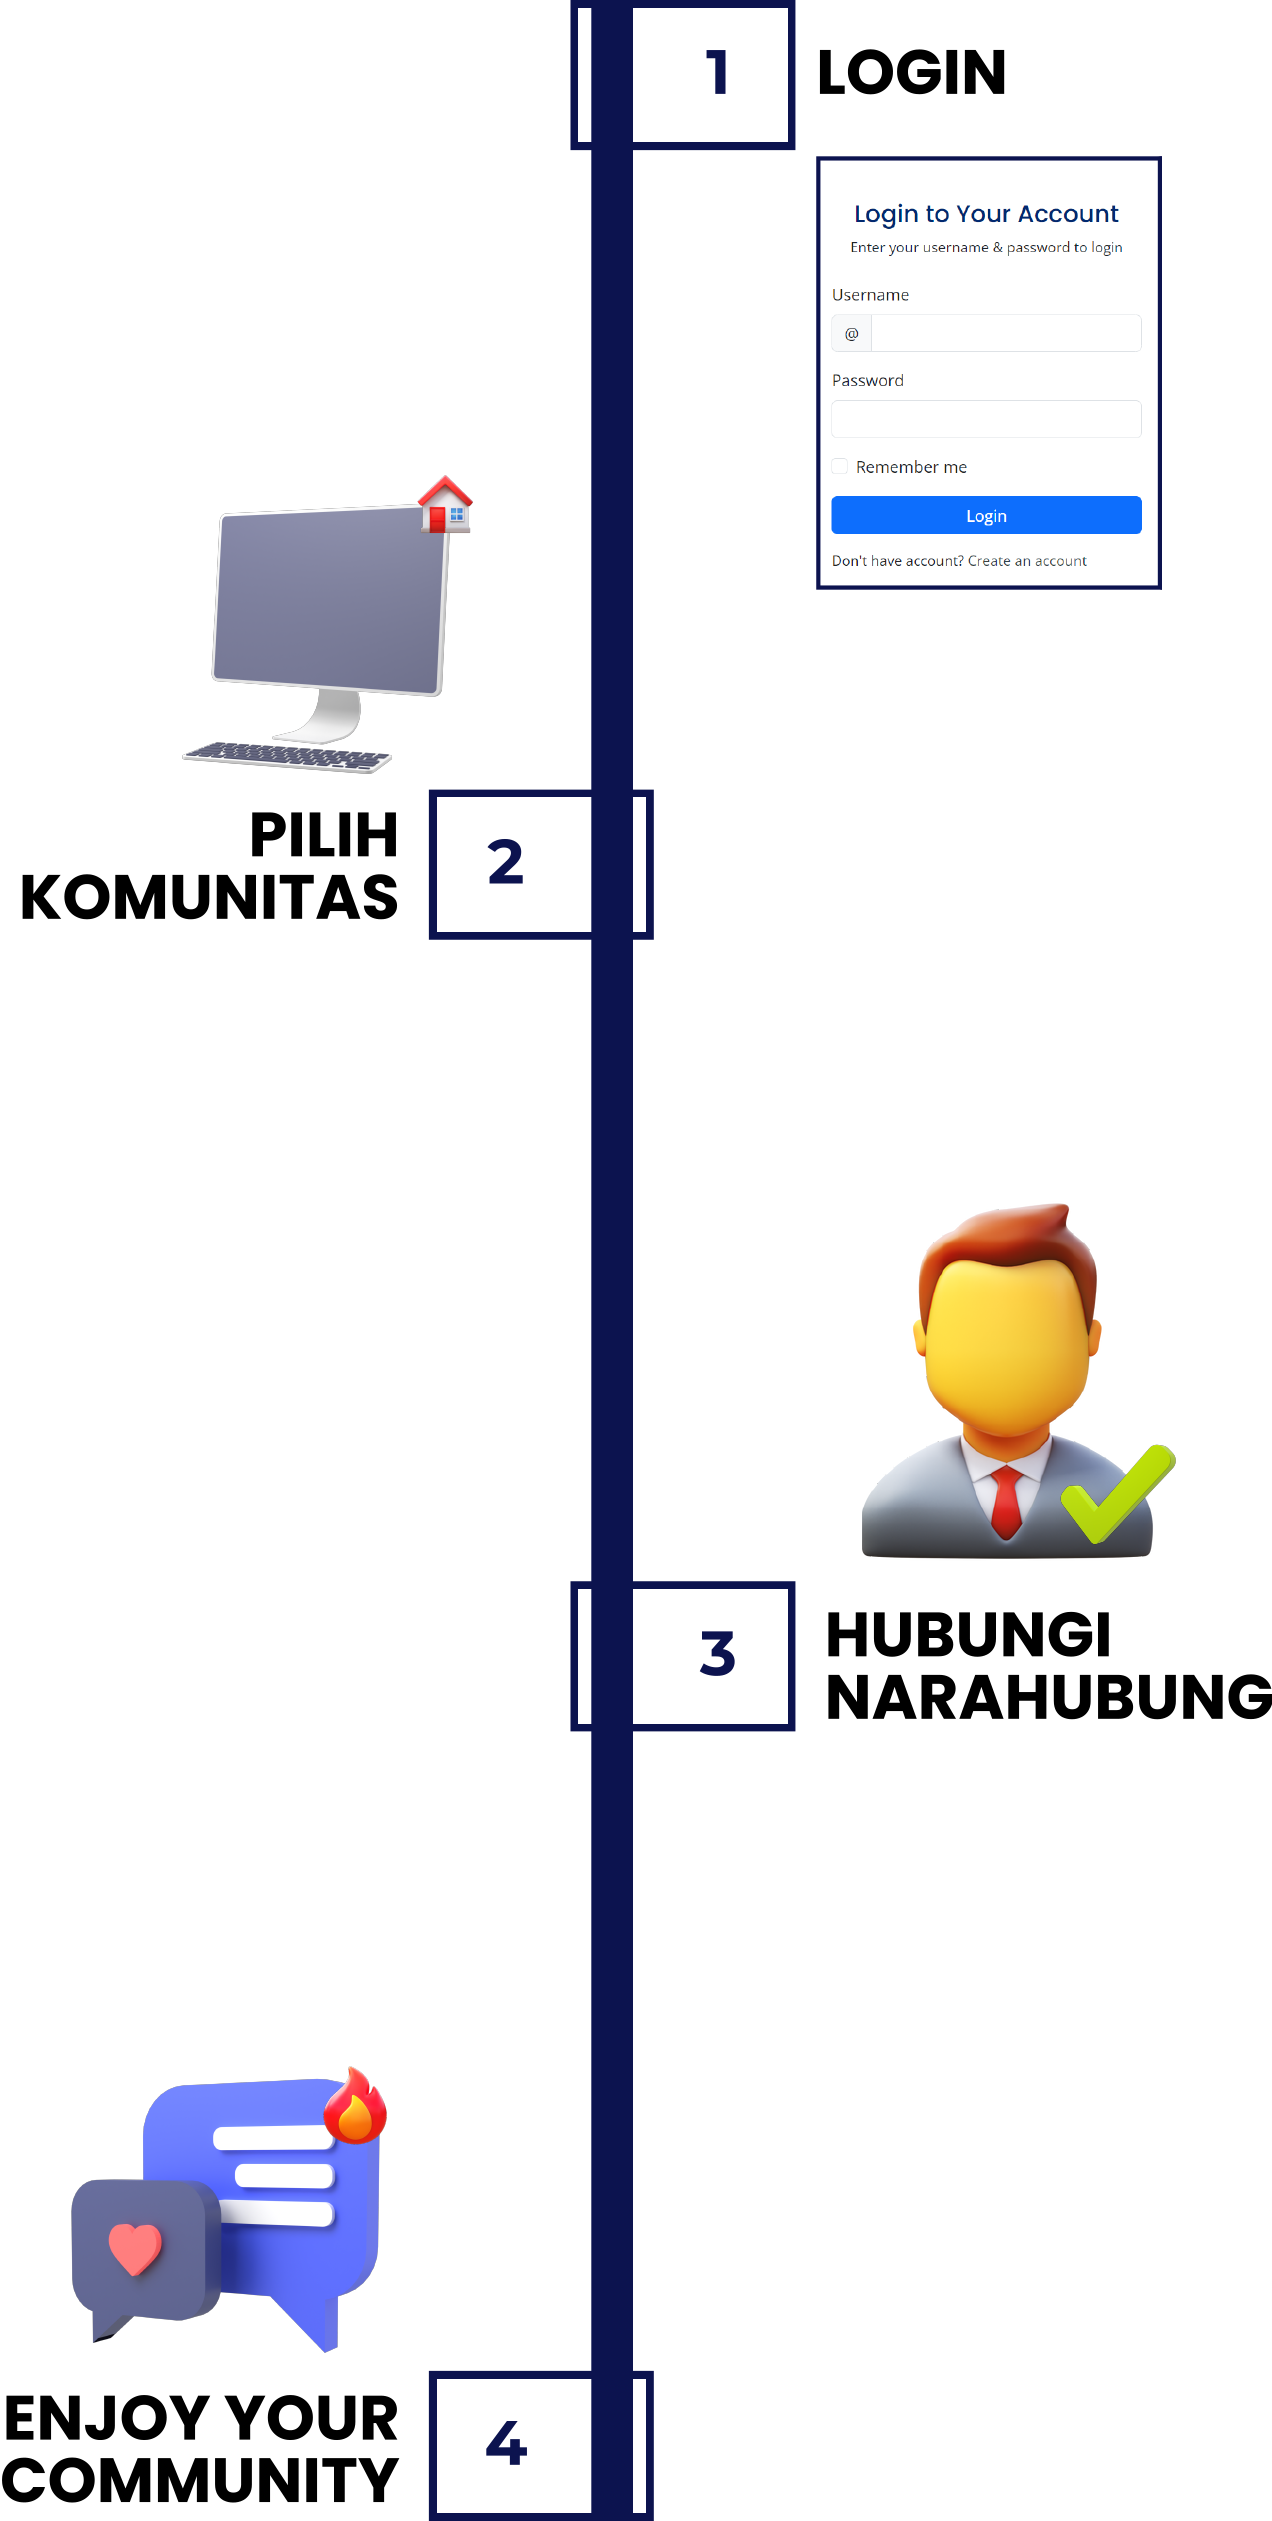 1
LOGIN
Login to Your Account
Enter your username & password to login
Username
@
Password
Remember me
Login
Don't have account? Create an account
PILIH
KOMUNITAS
2
3
HUBUNGI
NARAHUBUNG
ENJOY YOUR
COMMUNITY
4